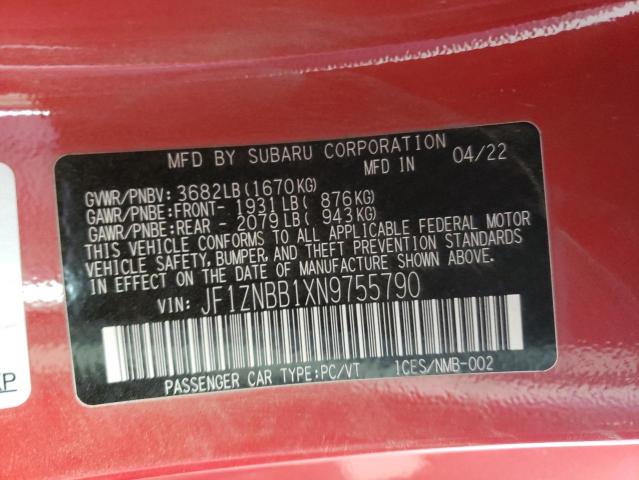 MFD BY SUBARU CORPORATION
MFD IN 04/22
GVWR/PNBV: 3682LB(1670KG)
GAWR/PNBE:FRONT- 1931LB( 876KG)
GAWR/PNBE:REAR - 2079LB( 943KG)
THIS VEHICLE CONFORMS TO ALL APPLICABLE FEDERAL MOTOR
VEHICLE SAFETY, BUMPER, AND THEFT PREVENTION STANDARDS
IN EFFECT ON THE DATE OF MANUFACTURE SHOWN ABOVE.
VIN: JF1ZNBB1XN9755790
PASSENGER CAR TYPE:PC/VT 1CES/NMB-002